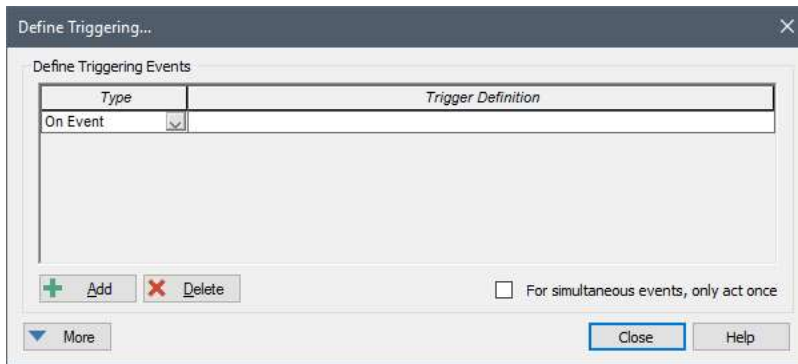 Define Triggering...
Define Triggering Events
Type Trigger Definition
On Event
Add Delete For simultaneous events, only act once
More Close Help